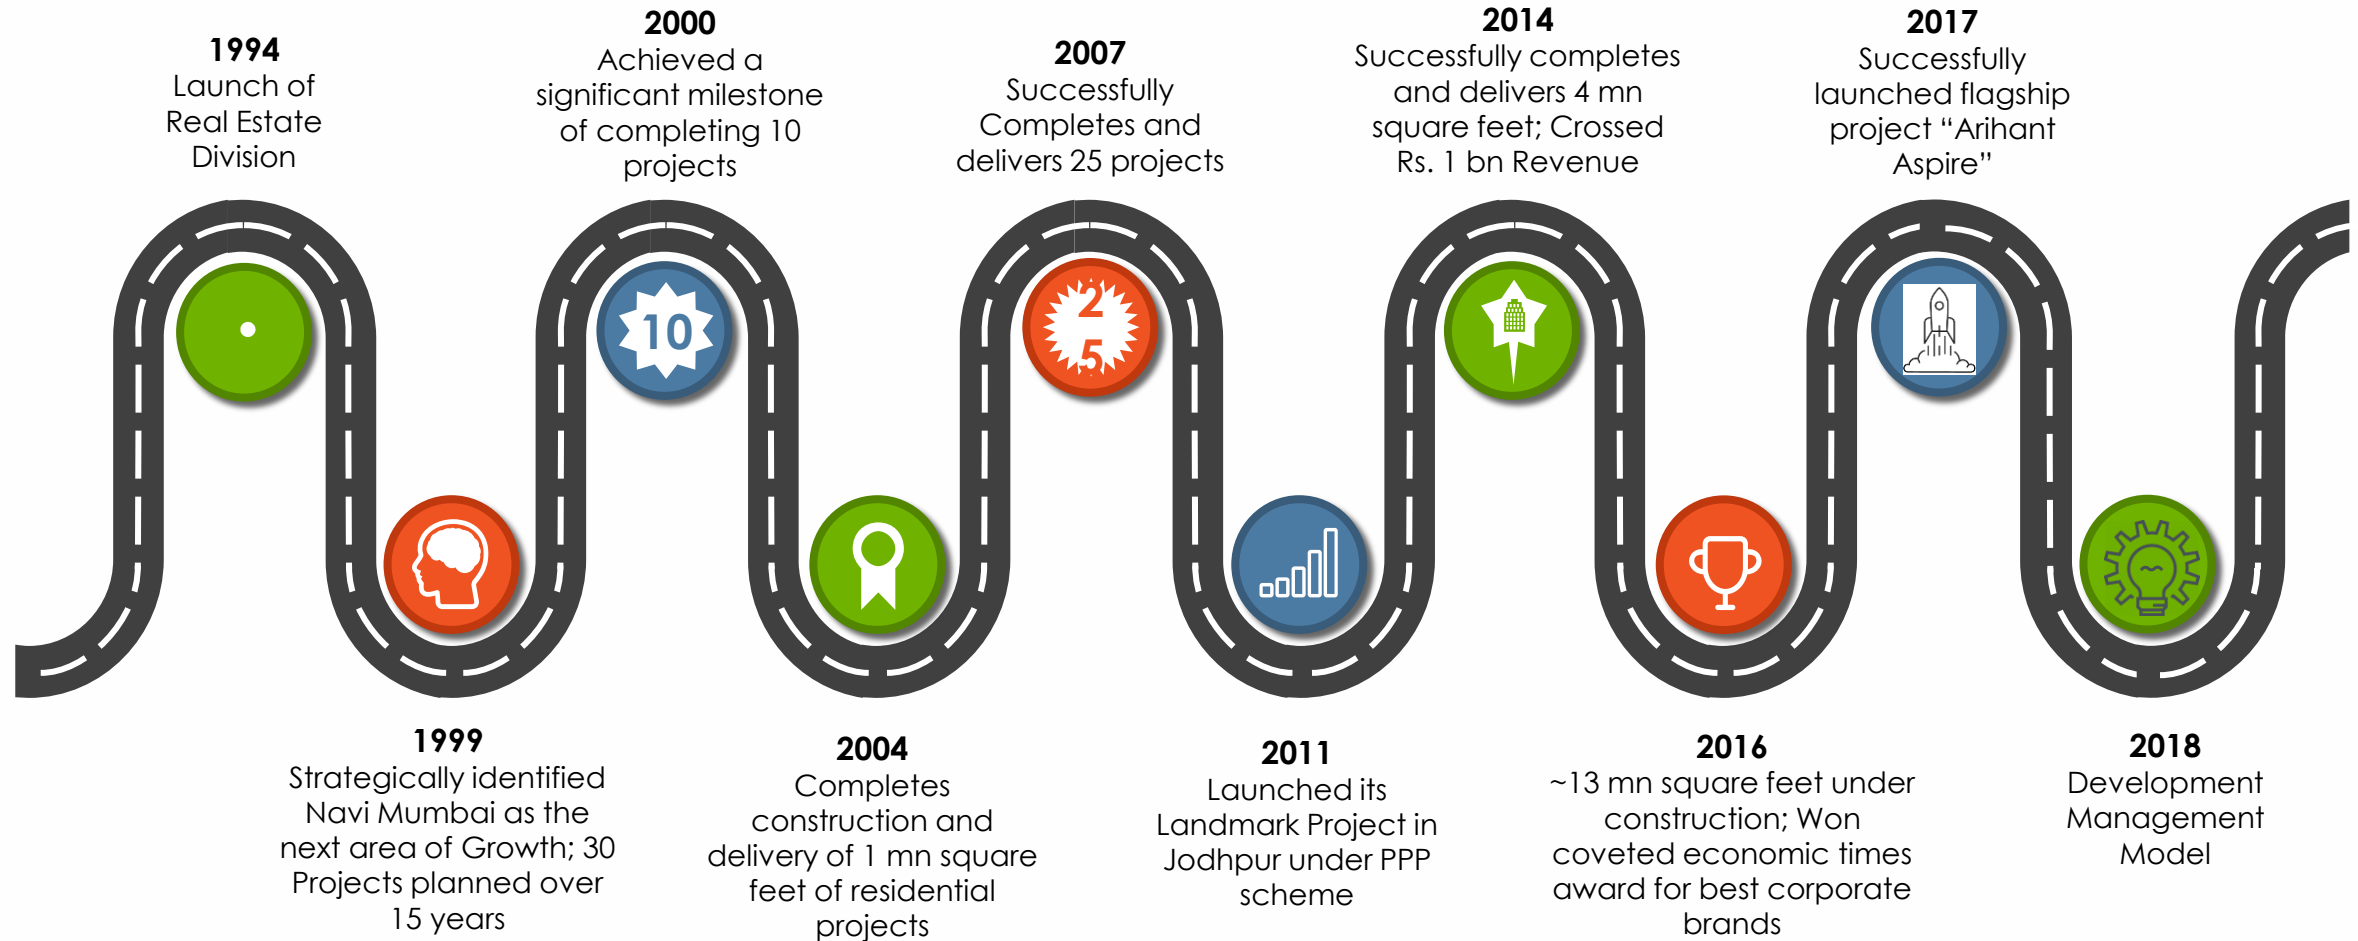 1994
Launch of
Real Estate
Division
2000
Achieved a
significant milestone
of completing 10
projects
2007
Successfully
Completes and
delivers 25 projects
2014
Successfully completes
and delivers 4 mn
square feet; Crossed
Rs. 1 bn Revenue
2017
Successfully
launched flagship
project “Arihant
Aspire”
10
2
5
1999
Strategically identified
Navi Mumbai as the
next area of Growth; 30
Projects planned over
15 years
2004
Completes
construction and
delivery of 1 mn square
feet of residential
projects
2011
Launched its
Landmark Project in
Jodhpur under PPP
scheme
2016
~13 mn square feet under
construction; Won
coveted economic times
award for best corporate
brands
2018
Development
Management
Model